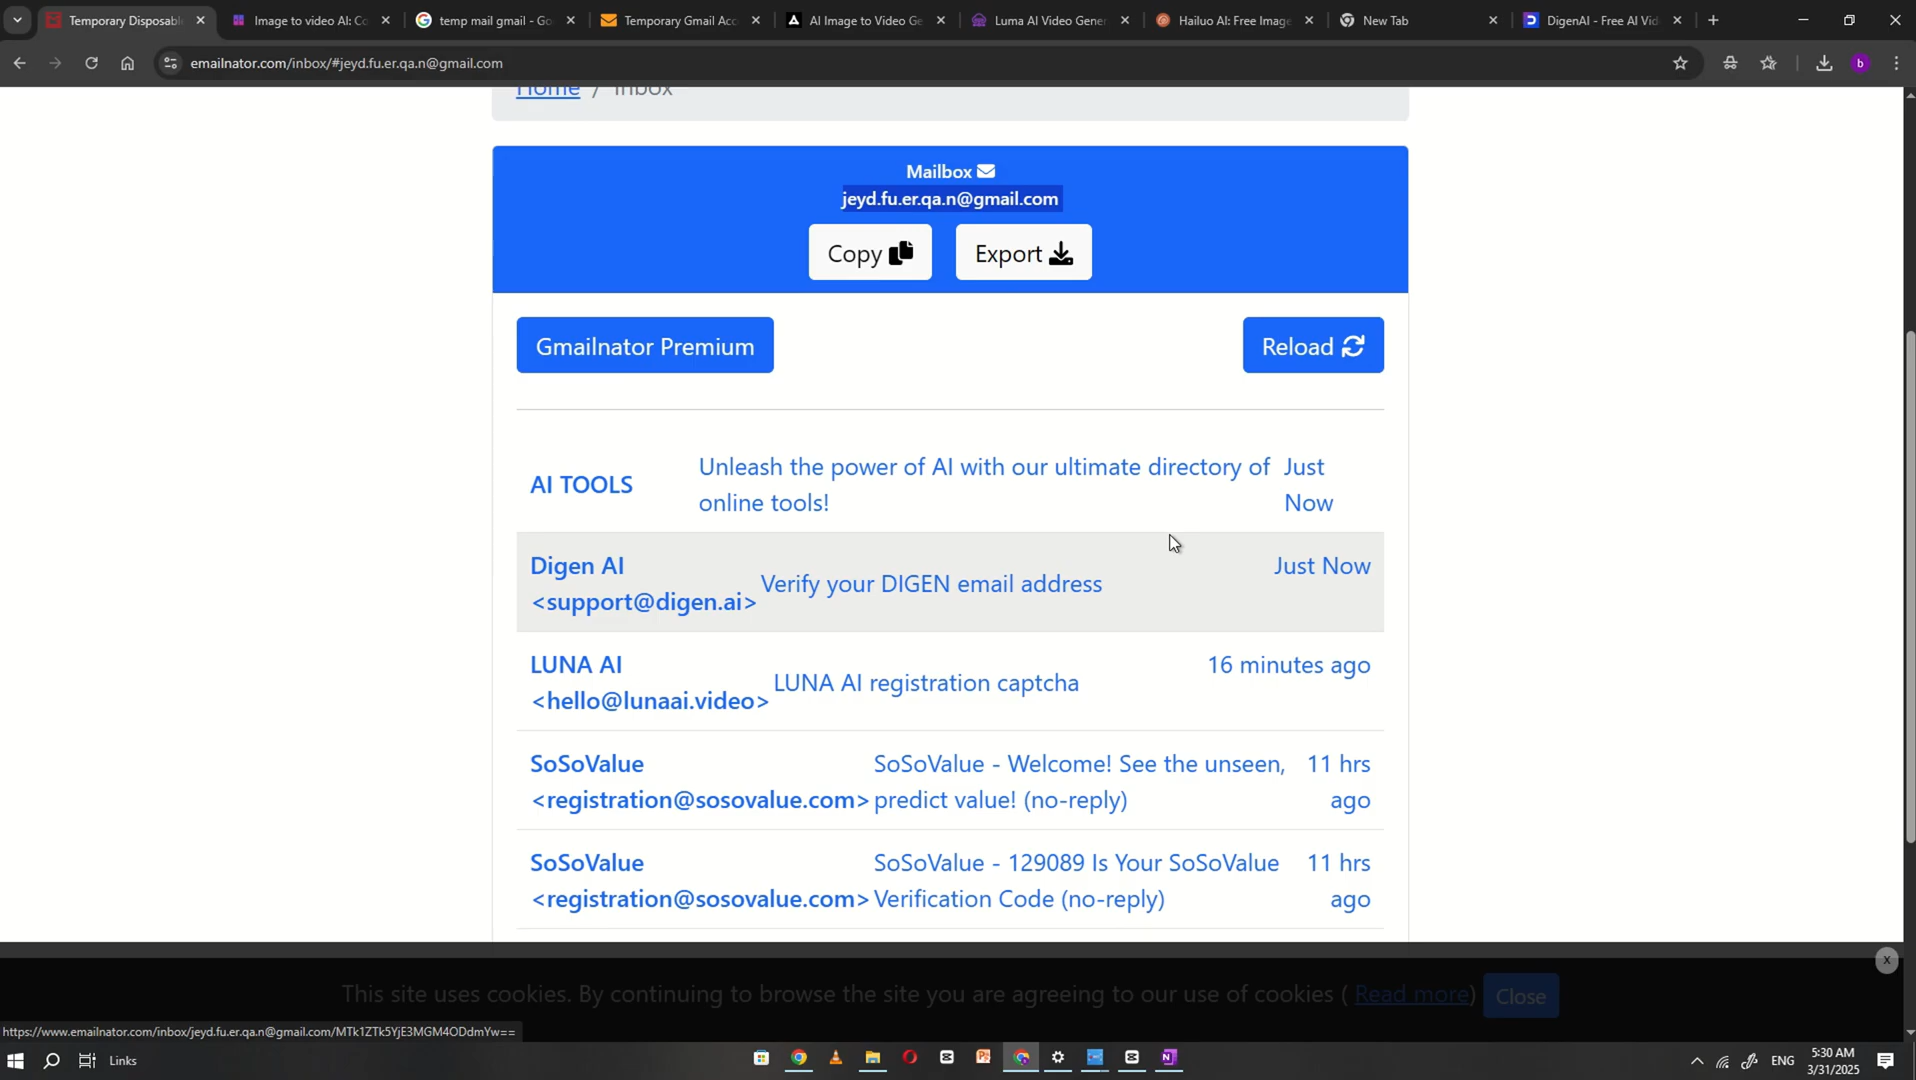 Temporary Disposabl
Image to video AI: Co
temp mail gmail - Go
Temporary Gmail Acc
AI Image to Video Ge
Luma AI Video Gener
Hailuo AI: Free Image
New Tab
DigenAI - Free AI Vid
emailnator.com/inbox/#jeyd.fu.er.qa.n@gmail.com
b
Home / Inbox
Mailbox
jeyd.fu.er.qa.n@gmail.com
Copy
Export
Gmailnator Premium
Reload
AI TOOLS
Unleash the power of AI with our ultimate directory of
online tools!
Just
Now
Digen AI
<support@digen.ai>
Verify your DIGEN email address
Just Now
LUNA AI
<hello@lunaai.video>
LUNA AI registration captcha
16 minutes ago
SoSoValue
<registration@sosovalue.com>
SoSoValue - Welcome! See the unseen,
predict value! (no-reply)
11 hrs
ago
SoSoValue
<registration@sosovalue.com>
SoSoValue - 129089 Is Your SoSoValue
Verification Code (no-reply)
11 hrs
ago
x
This site uses cookies. By continuing to browse the site you are agreeing to our use of cookies ( Read more)
Close
https://www.emailnator.com/inbox/jeyd.fu.er.qa.n@gmail.com/MTk1ZTk5YjE3MGM4ODdmYw==
Links
ENG
5:30 AM
3/31/2025